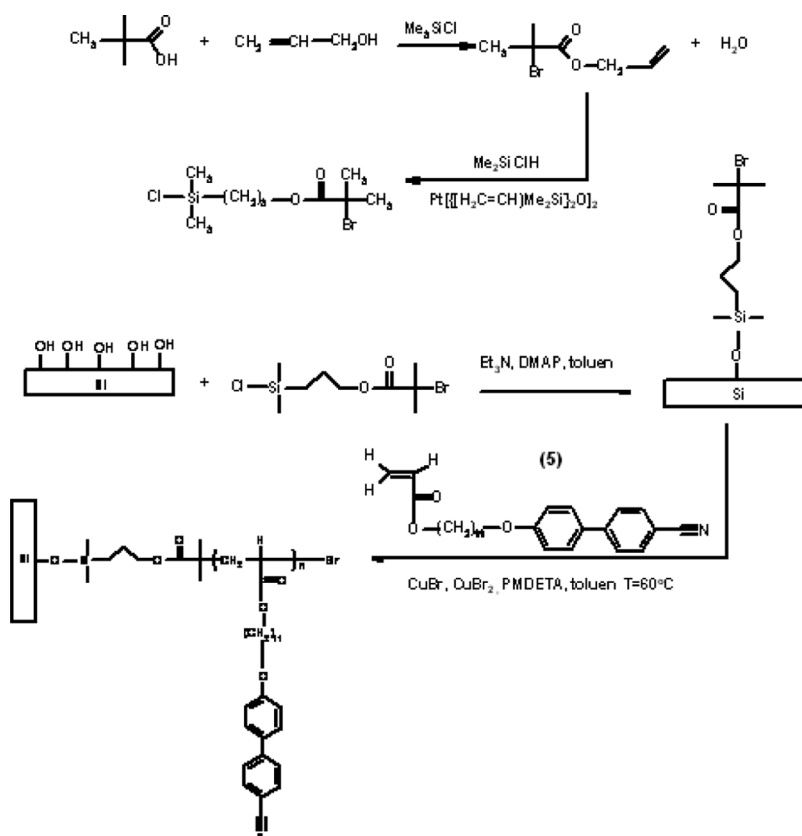 CH3 O OH + CH2 = CH — CH2OH Me3SiCl CH3 Br O O — CH2 + H2O
Me2Si ClH
Pt[{[H2C=CH)Me2Si]}2O]2
CH3 Cl Si CH3 (CH2)3 O O CH3 CH3 Br
Br O O Si O Si
OH OH OH OH OH
+ Cl Si O O Br
Et3N, DMAP, toluen
(5)
H H H O O (CH2)11 O N
CuBr, CuBr2, PMDETA, toluen T=60°C
O O O (CH2 H )n Br O O
(CH2)11
O